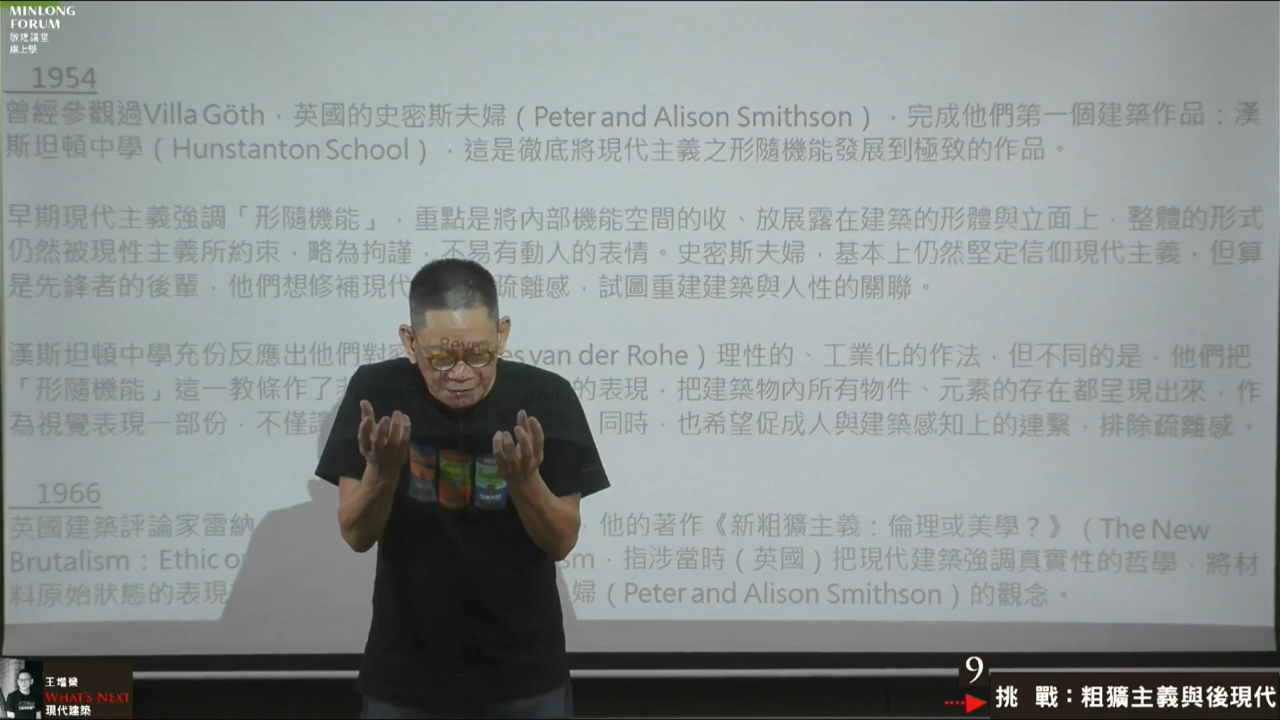 MINLONG
FORUM
敏隆講堂
線上學
1954
曾經參觀過Villa Göth，英國的史密斯夫婦（Peter and Alison Smithson），完成他們第一個建築作品：漢
斯坦頓中學（Hunstanton School），這是徹底將現代主義之形隨機能發展到極致的作品。
早期現代主義強調「形隨機能」，重點是將內部機能空間的收、放展露在建築的形體與立面上，整體的形式
仍然被現性主義所約束，略為拘謹，不易有動人的表情。史密斯夫婦，基本上仍然堅定信仰現代主義，但算
是先鋒者的後輩，他們想修補現代 疏離感，試圖重建建築與人性的關聯。
漢斯坦頓中學充份反應出他們對密 es van der Rohe）理性的、工業化的作法，但不同的是，他們把
「形隨機能」這一教條作了 的表現，把建築物內所有物件、元素的存在都呈現出來，作
為視覺表現一部份，不僅 同時，也希望促成人與建築感知上的連繫，排除疏離感。
1966
英國建築評論家雷納 Reyn ，他的著作《新粗獷主義：倫理或美學？》（The New
Brutalism：Ethic o sm，指涉當時（英國）把現代建築強調真實性的哲學，將材
料原始狀態的表現 婦（Peter and Alison Smithson）的觀念。
王增榮
WHAT'S NEXT
現代建築
9
挑 戰：粗獷主義與後現代